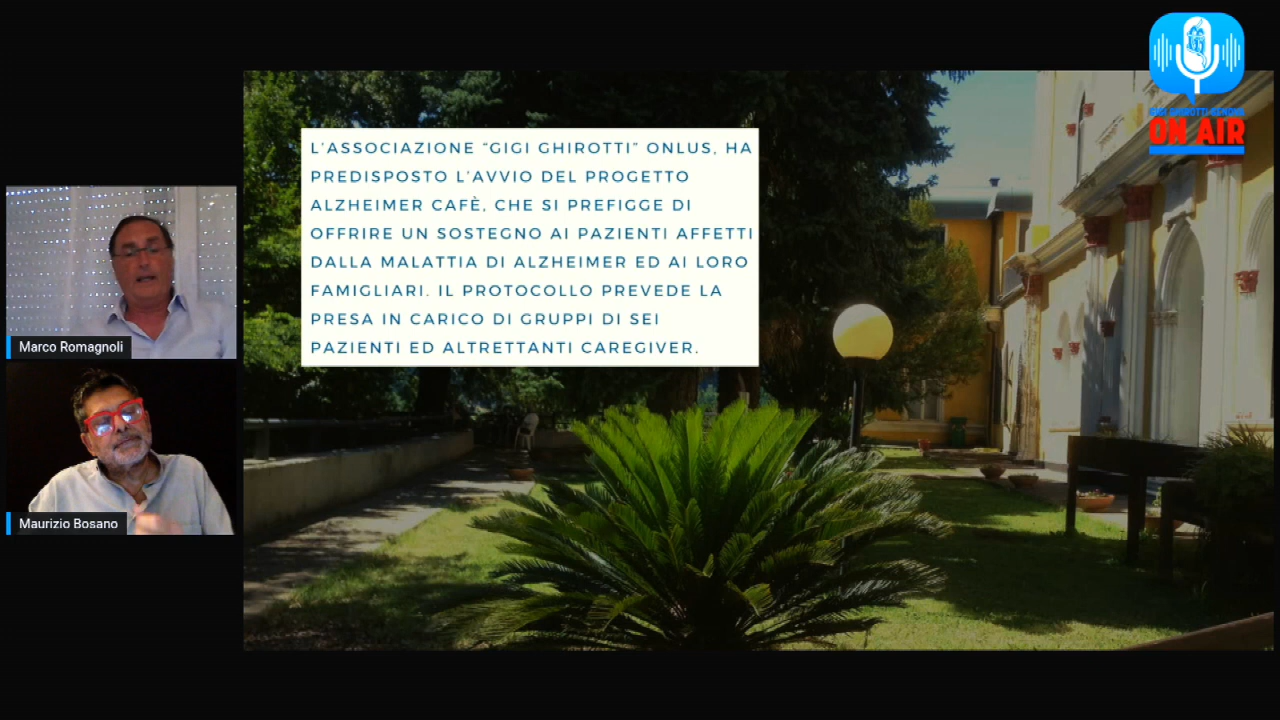 ON AIR
L'ASSOCIAZIONE "GIGI GHIROTTI" ONLUS, HA
PREDISPOSTO L'AVVIO DEL PROGETTO
ALZHEIMER CAFÈ, CHE SI PREFIGGE DI
OFFRIRE UN SOSTEGNO AI PAZIENTI AFFETTI
DALLA MALATTIA DI ALZHEIMER ED AI LORO
FAMIGLIARI. IL PROTOCOLLO PREVEDE LA
PRESA IN CARICO DI GRUPPI DI SEI
PAZIENTI ED ALTRETTANTI CAREGIVER.
Marco Romagnoli
Maurizio Bosano